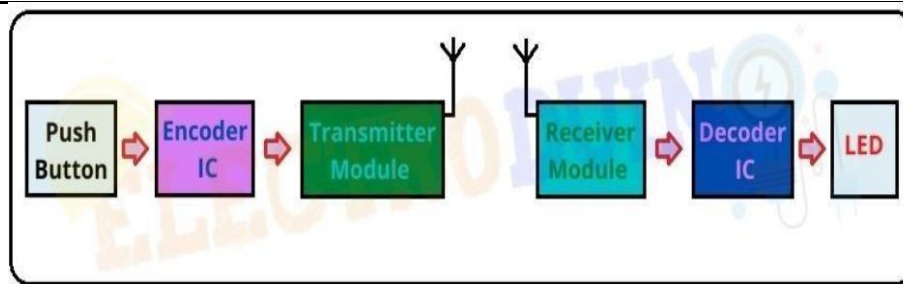 Push
Button
Encoder
IC
Transmitter
Module
Receiver
Module
Decoder
IC
LED
ELECTRODUINO